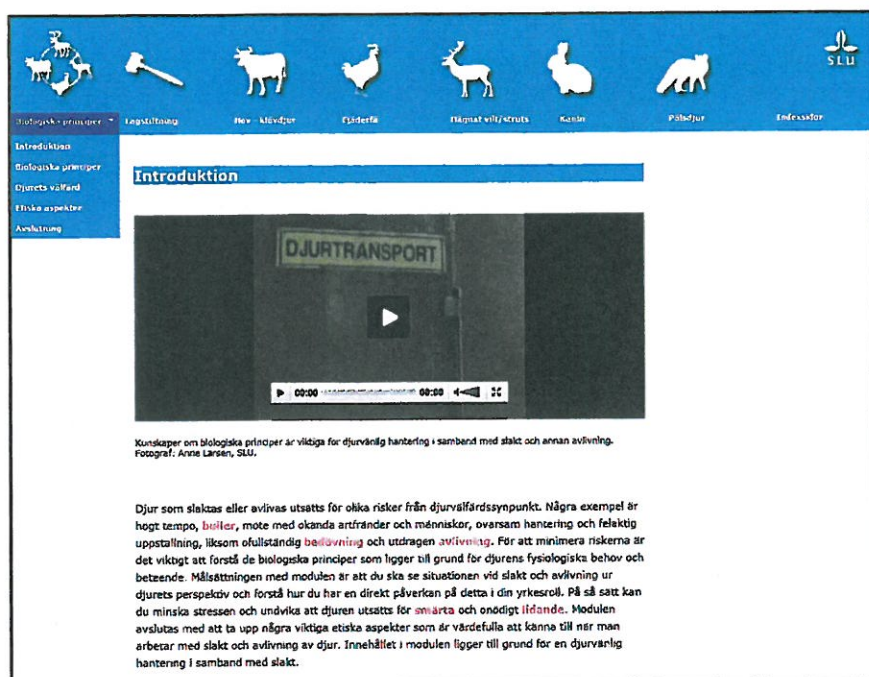 SLU
Biologiska principer
Lagstiftning
Hov - klövdjur
Fjäderfä
Hägnat vilt/struts
Kanin
Pälsdjur
Indexsidor
Introduktion
Biologiska principer
Djurets välfärd
Etiska aspekter
Avslutning
Introduktion
DJURTRANSPORT
00:00 00:00
Kunskaper om biologiska principer är viktiga för djurvänlig hantering i samband med slakt och annan avlivning.
Fotograf: Anne Larsen, SLU.
Djur som slaktas eller avlivas utsätts för olika risker från djurvälfärdssynpunkt. Några exempel är
högt tempo, buller, möte med okända artfränder och människor, ovarsam hantering och felaktig
uppstallning, liksom ofullständig bedövning och utdragen avlivning. För att minimera riskerna är
det viktigt att förstå de biologiska principer som ligger till grund för djurens fysiologiska behov och
beteende. Målsättningen med modulen är att du ska se situationen vid slakt och avlivning ur
djurets perspektiv och förstå hur du har en direkt påverkan på detta i din yrkesroll. På så sätt kan
du minska stressen och undvika att djuren utsätts för smärta och onödigt lidande. Modulen
avslutas med att ta upp några viktiga etiska aspekter som är värdefulla att känna till när man
arbetar med slakt och avlivning av djur. Innehållet i modulen ligger till grund för en djurvänlig
hantering i samband med slakt.